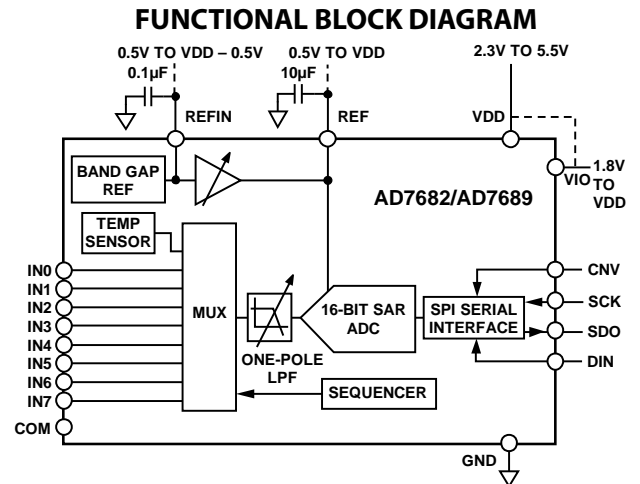 FUNCTIONAL BLOCK DIAGRAM
0.5V TO VDD – 0.5V
0.1µF
0.5V TO VDD
10µF
2.3V TO 5.5V
REFIN
REF
VDD
VIO
1.8V
TO
VDD
BAND GAP
REF
AD7682/AD7689
TEMP
SENSOR
IN0
IN1
IN2
IN3
IN4
IN5
IN6
IN7
COM
MUX
ONE-POLE
LPF
16-BIT SAR
ADC
SPI SERIAL
INTERFACE
CNV
SCK
SDO
DIN
SEQUENCER
GND